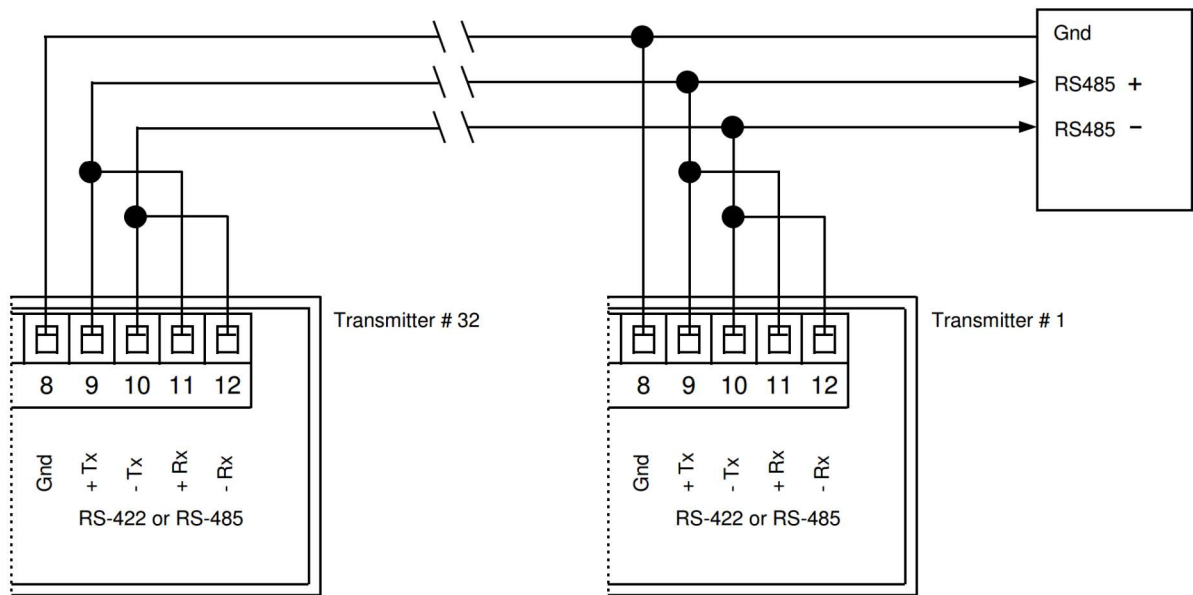 Gnd
RS485 +
RS485 −
Transmitter # 32
8 9 10 11 12
Gnd
+ Tx
- Tx
+ Rx
- Rx
RS-422 or RS-485
Transmitter # 1
8 9 10 11 12
Gnd
+ Tx
- Tx
+ Rx
- Rx
RS-422 or RS-485